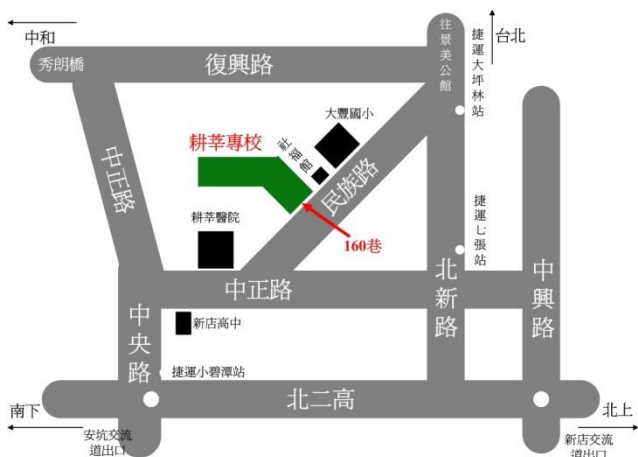 中和
秀朗橋
復興路
往景美公館
台北
捷運大坪林站
大豐國小
社福館
耕莘專校
中正路
民族路
160巷
耕莘醫院
捷運七張站
中正路
北新路
中興路
新店高中
中央路
捷運小碧潭站
北二高
南下
北上
安坑交流
道出口
新店交流
道出口